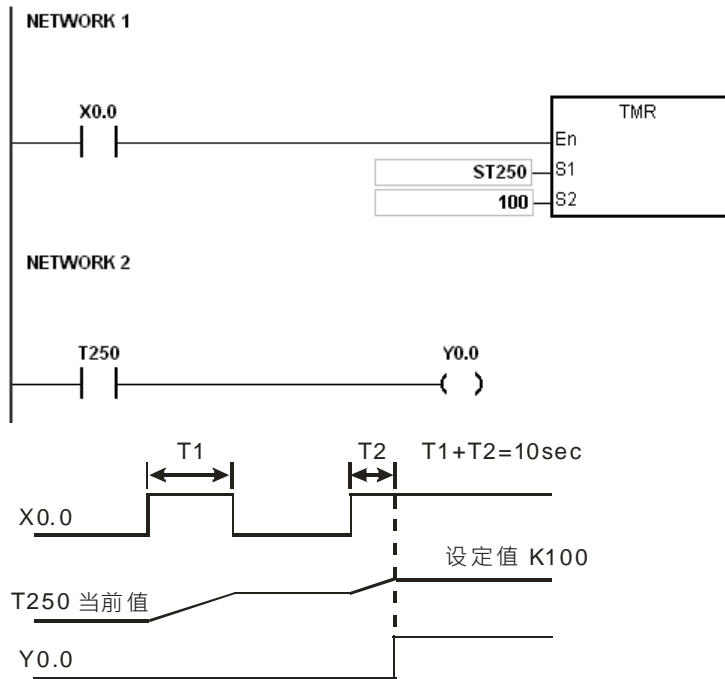 NETWORK 1
X0.0
TMR
En
ST250 S1
100 S2
NETWORK 2
T250 Y0.0
T1 T2 T1+T2=10sec
X0.0
设定值 K100
T250 当前值
Y0.0